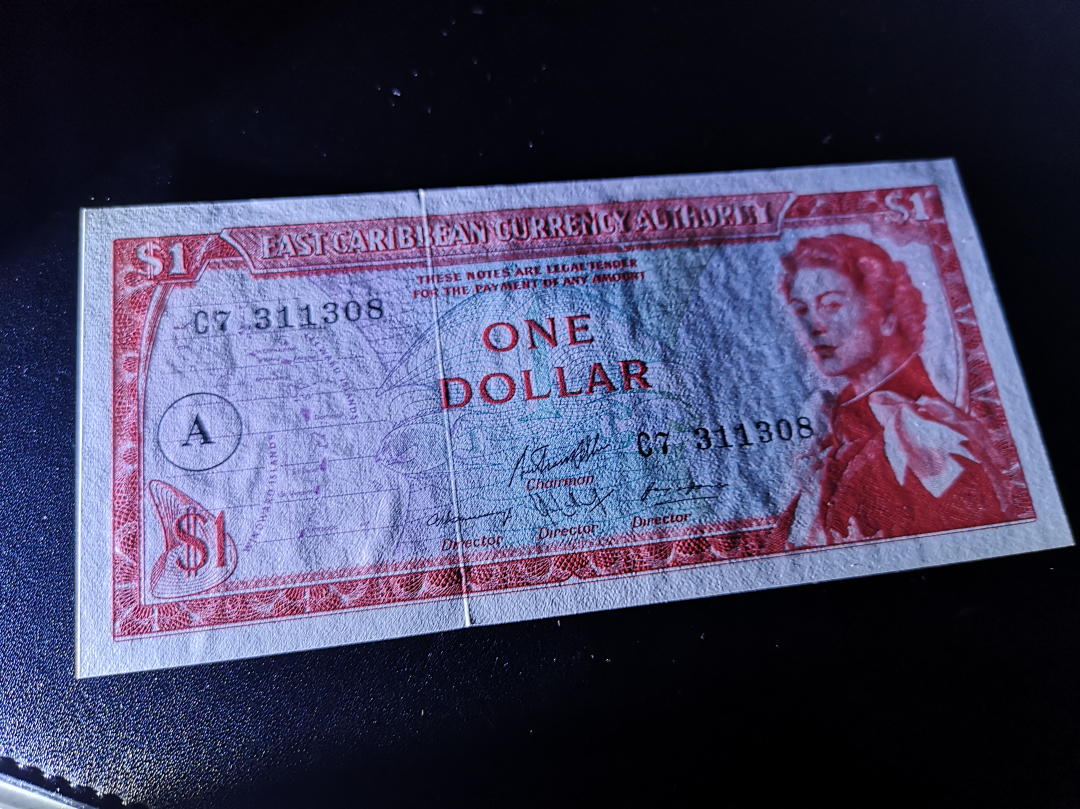 $1 EAST CARIBBEAN CURRENCY AUTHORITY $1
THESE NOTES ARE LEGAL TENDER
FOR THE PAYMENT OF ANY AMOUNT
C7 311308
ONE
DOLLAR
A
C7 311308
Chairman
Director Director Director
$1